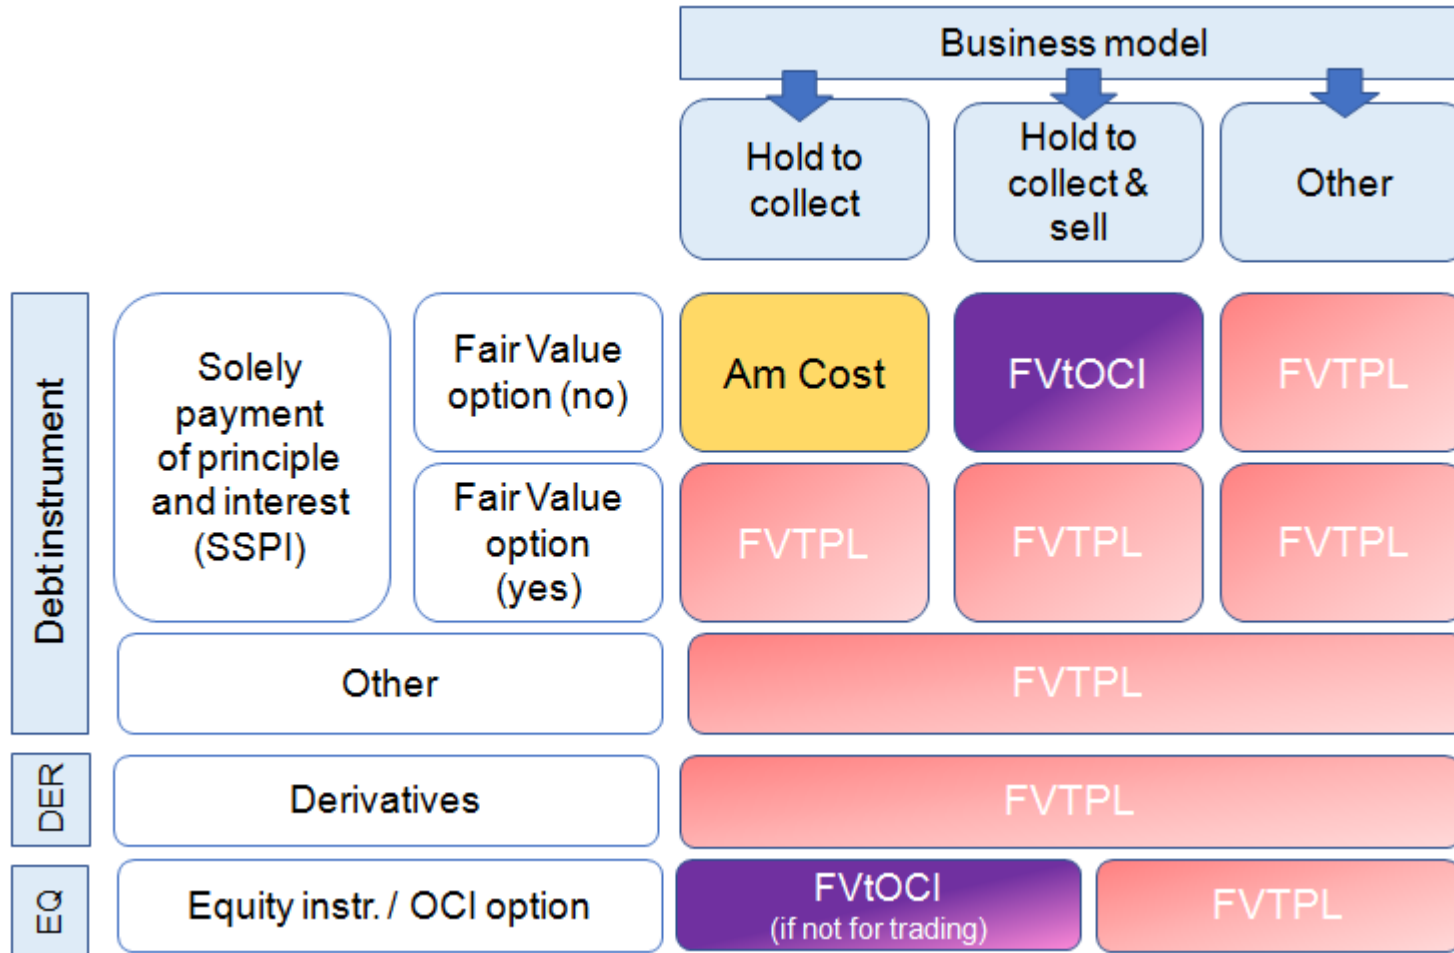 Business model
Hold to
collect
Hold to
collect &
sell
Other
Debt instrument
Solely
payment
of principle
and interest
(SSPI)
Fair Value
option (no)
Am Cost
FVtOCI
FVTPL
Fair Value
option
(yes)
FVTPL
FVTPL
FVTPL
Other
FVTPL
DER
Derivatives
FVTPL
EQ
Equity instr. / OCI option
FVtOCI
(if not for trading)
FVTPL